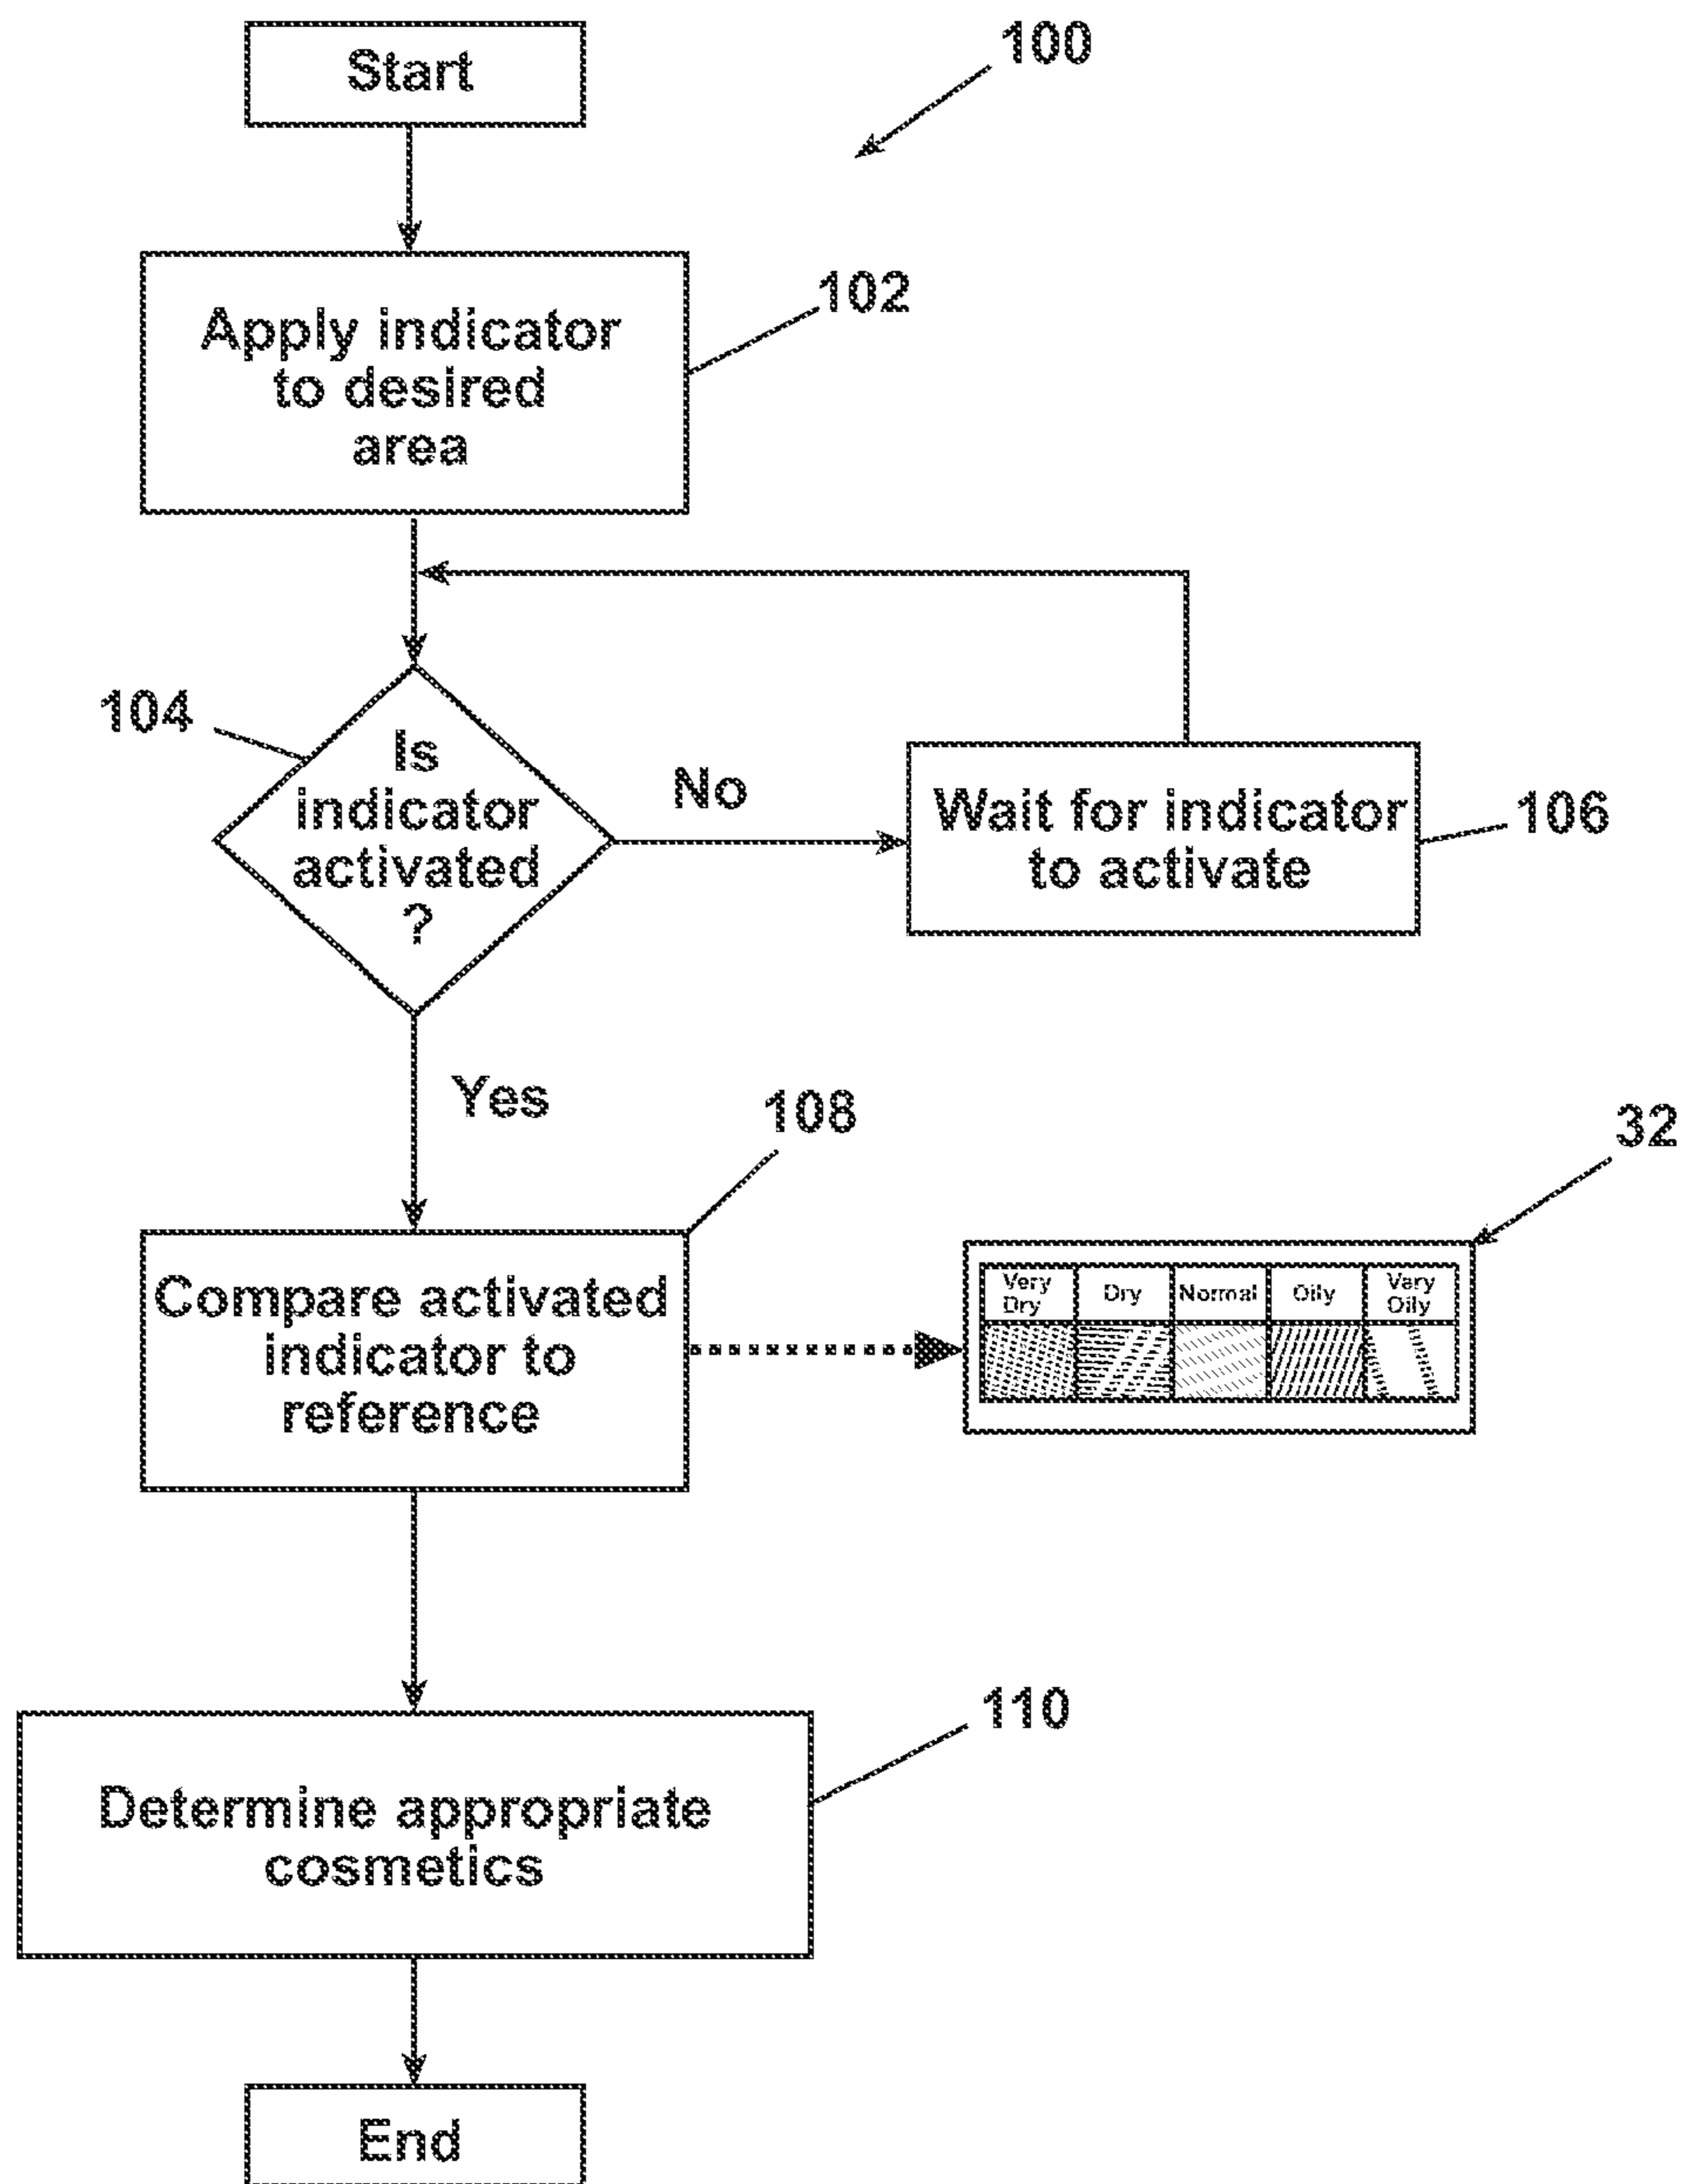 Start
100
Apply indicator
to desired
area
102
104
Is
indicator
activated
?
No
Wait for indicator
to activate
106
Yes
108
32
Compare activated
indicator to
reference
Very
Dry
Dry
Normal
Oily
Very
Oily
110
Determine appropriate
cosmetics
End